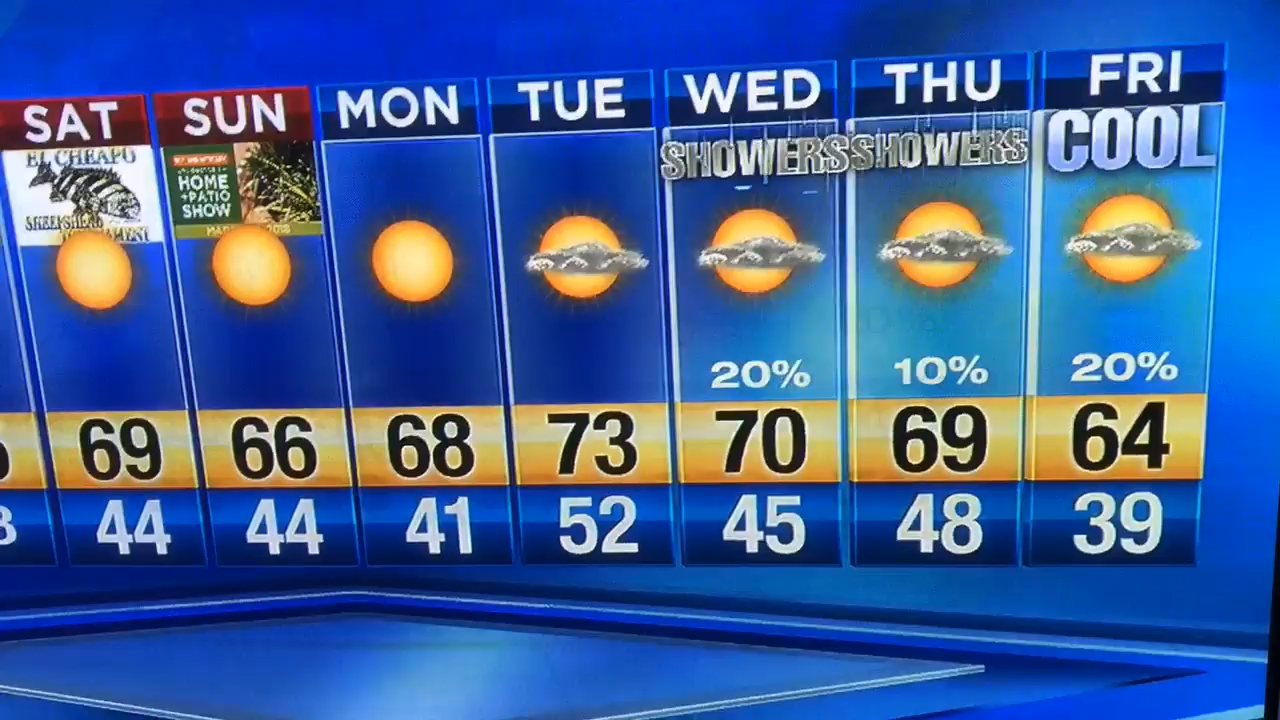 SAT SUN MON TUE WED THU FRI
EL CHEAPO
HOME
+PATIO
SHOW
2018
SHOWERS SHOWERS COOL
20% 10% 20%
69 66 68 73 70 69 64
44 44 41 52 45 48 39